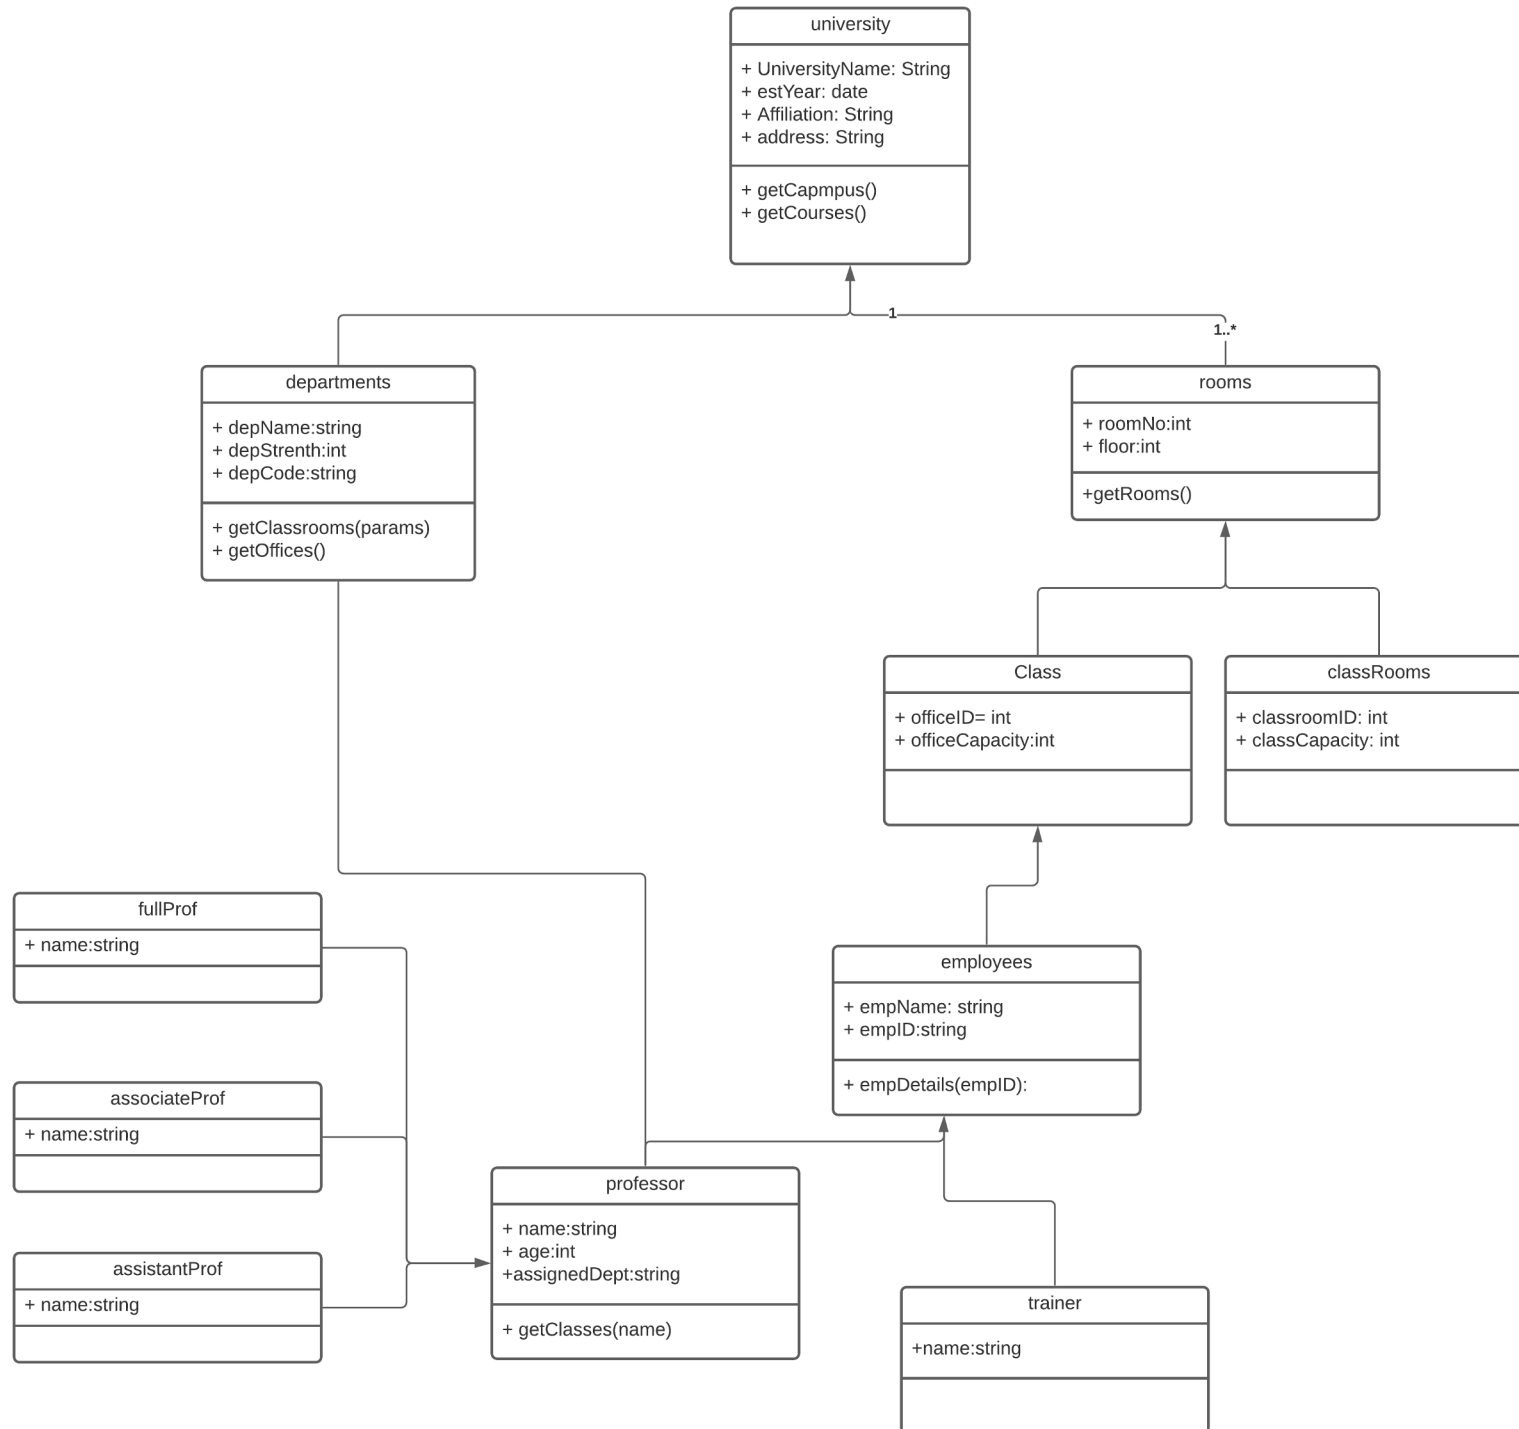 university
+ UniversityName: String
+ estYear: date
+ Affiliation: String
+ address: String
+ getCapmpus()
+ getCourses()
1
1..*
departments
+ depName:string
+ depStrenth:int
+ depCode:string
+ getClassrooms(params)
+ getOffices()
rooms
+ roomNo:int
+ floor:int
+getRooms()
Class
+ officeID= int
+ officeCapacity:int
classRooms
+ classroomID: int
+ classCapacity: int
fullProf
+ name:string
employees
+ empName: string
+ empID:string
+ empDetails(empID):
associateProf
+ name:string
professor
+ name:string
+ age:int
+assignedDept:string
+ getClasses(name)
assistantProf
+ name:string
trainer
+name:string